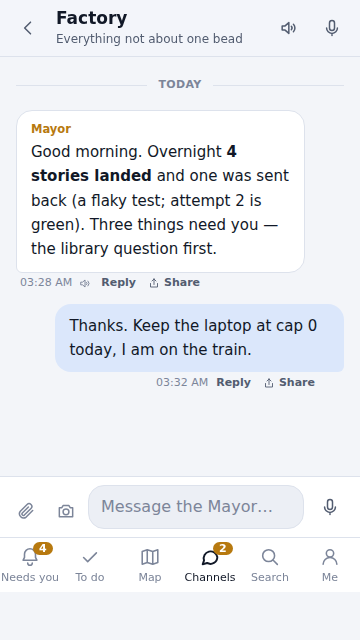 Factory
Everything not about one bead
TODAY
Mayor
Good morning. Overnight 4
stories landed and one was sent
back (a flaky test; attempt 2 is
green). Three things need you —
the library question first.
03:28 AM Reply Share
Thanks. Keep the laptop at cap 0
today, I am on the train.
03:32 AM Reply Share
Message the Mayor…
4
2
Needs you To do Map Channels Search Me